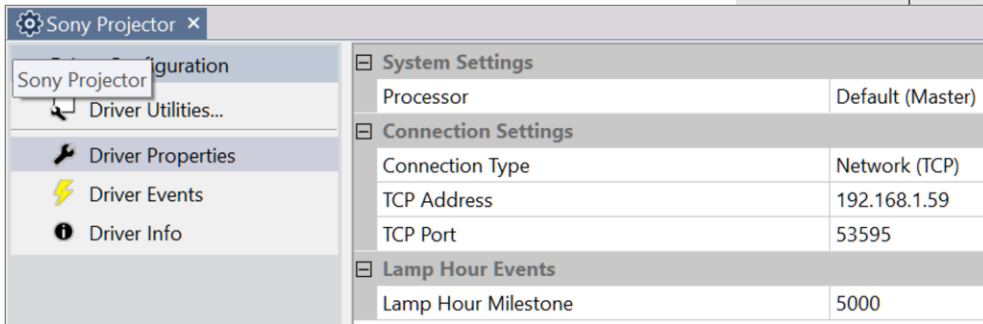 Sony Projector ×
iguration
Sony Projector
Driver Utilities...
Driver Properties
Driver Events
Driver Info
System Settings
Processor Default (Master)
Connection Settings
Connection Type Network (TCP)
TCP Address 192.168.1.59
TCP Port 53595
Lamp Hour Events
Lamp Hour Milestone 5000